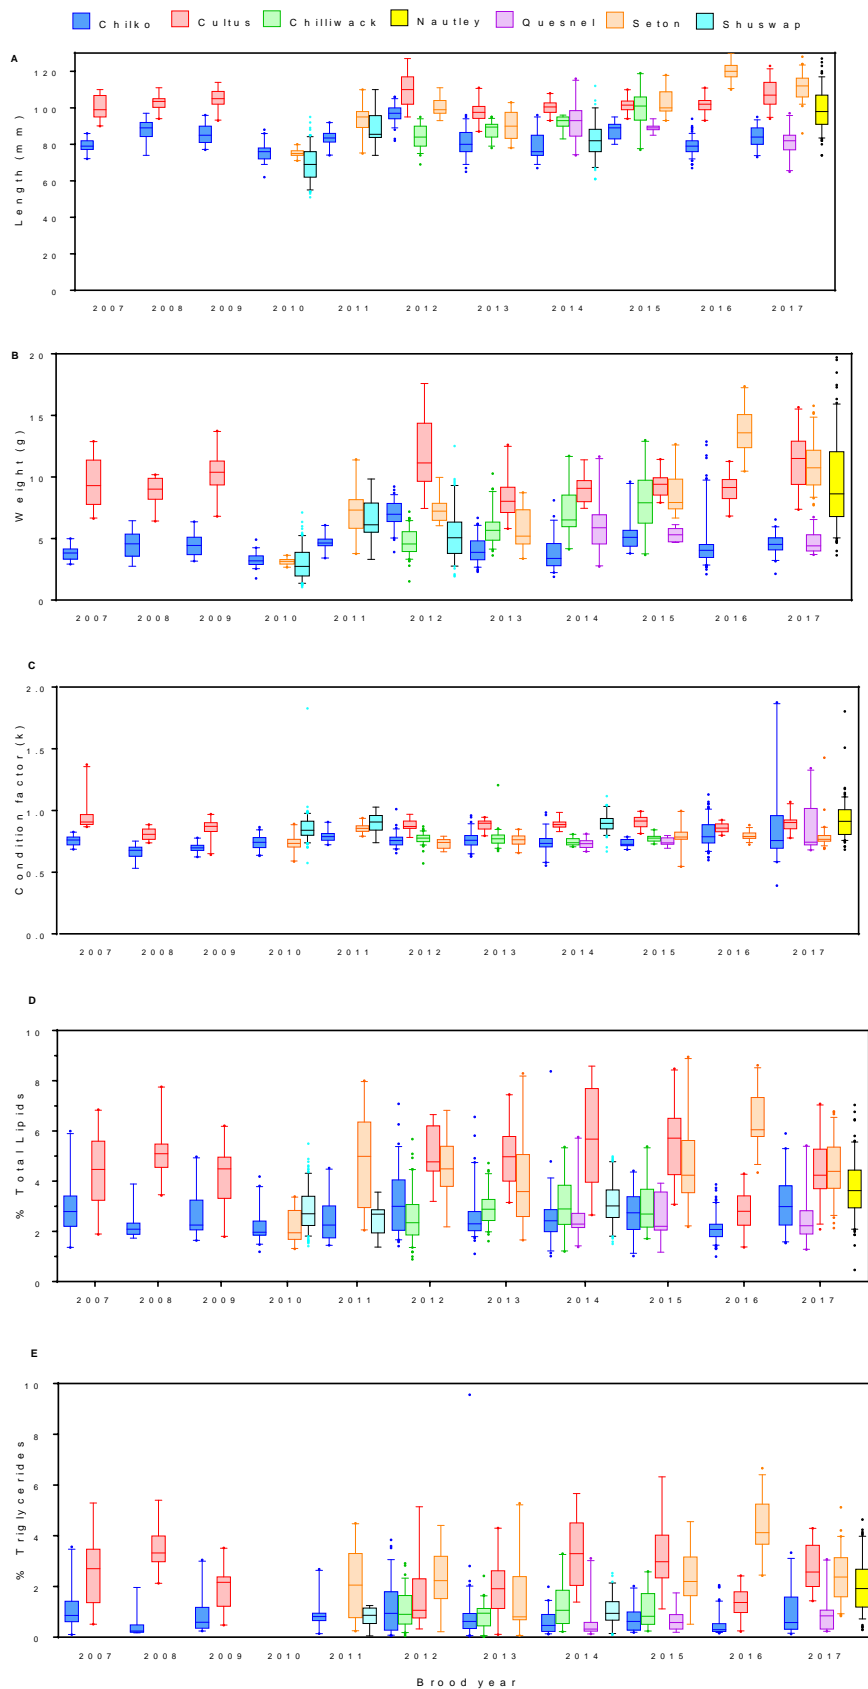 Chilko Cultus Chilliwack Nautley Quesnel Seton Shuswap
A
Length (mm)
120
100
80
60
40
20
0
2007 2008 2009 2010 2011 2012 2013 2014 2015 2016 2017
B
Weight (g)
20
15
10
5
0
2007 2008 2009 2010 2011 2012 2013 2014 2015 2016 2017
C
Condition factor (k)
2.0
1.5
1.0
0.5
0.0
2007 2008 2009 2010 2011 2012 2013 2014 2015 2016 2017
D
% Total Lipids
10
8
6
4
2
0
2007 2008 2009 2010 2011 2012 2013 2014 2015 2016 2017
E
% Triglycerides
10
8
6
4
2
0
2007 2008 2009 2010 2011 2012 2013 2014 2015 2016 2017
Brood year